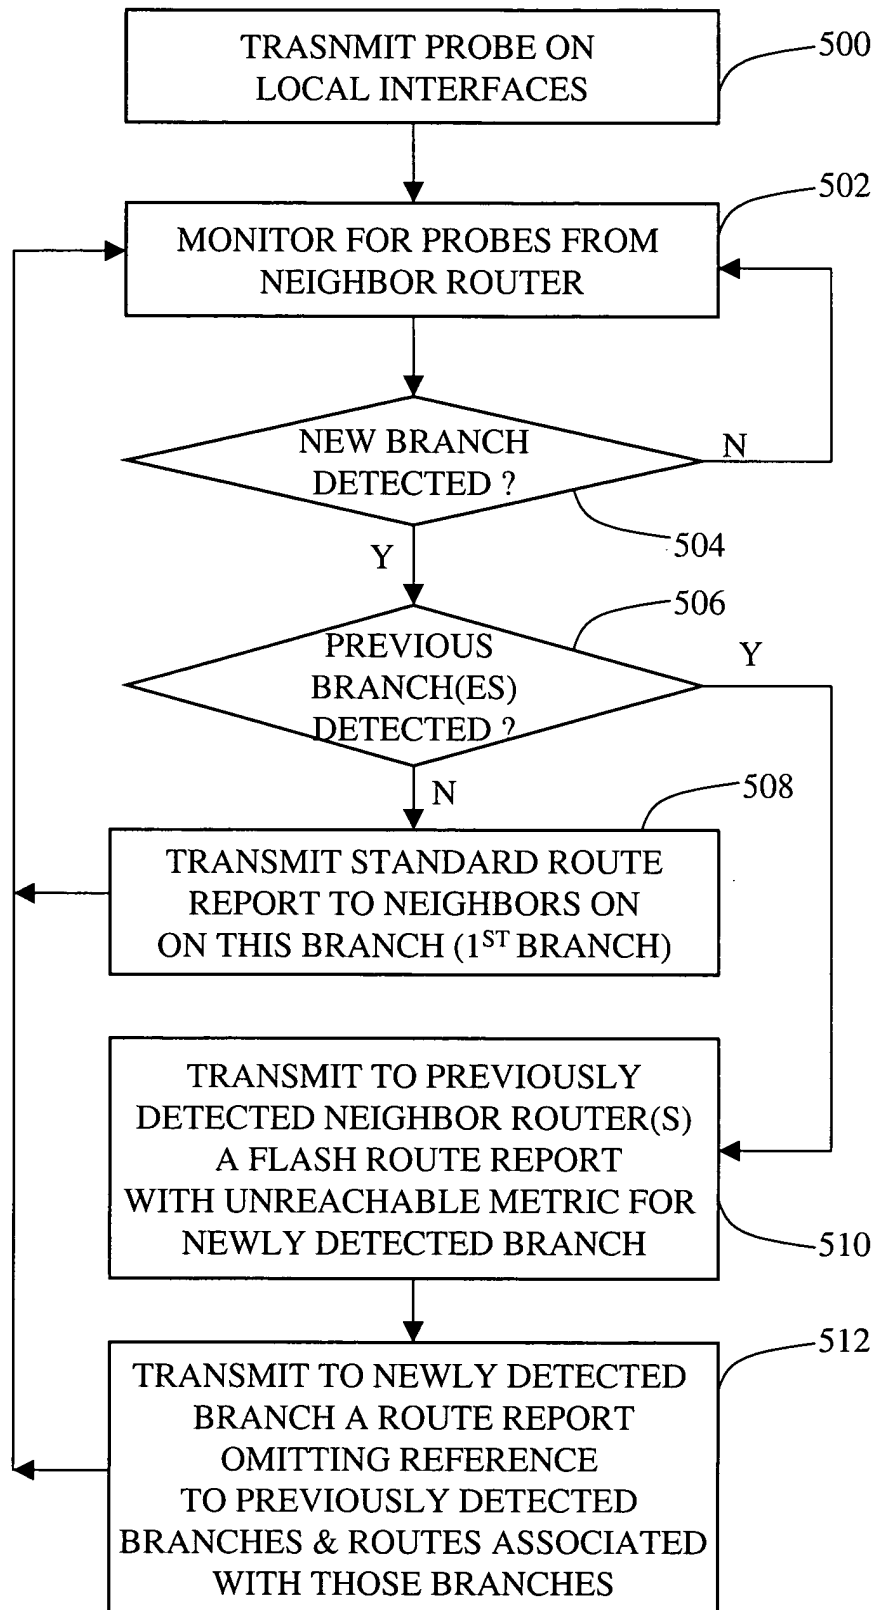 TRASNMIT PROBE ON
LOCAL INTERFACES
500
502
MONITOR FOR PROBES FROM
NEIGHBOR ROUTER
NEW BRANCH
DETECTED ?
N
504
Y
506
PREVIOUS
BRANCH(ES)
DETECTED ?
Y
N
508
TRANSMIT STANDARD ROUTE
REPORT TO NEIGHBORS ON
ON THIS BRANCH (1ST BRANCH)
TRANSMIT TO PREVIOUSLY
DETECTED NEIGHBOR ROUTER(S)
A FLASH ROUTE REPORT
WITH UNREACHABLE METRIC FOR
NEWLY DETECTED BRANCH
510
512
TRANSMIT TO NEWLY DETECTED
BRANCH A ROUTE REPORT
OMITTING REFERENCE
TO PREVIOUSLY DETECTED
BRANCHES & ROUTES ASSOCIATED
WITH THOSE BRANCHES